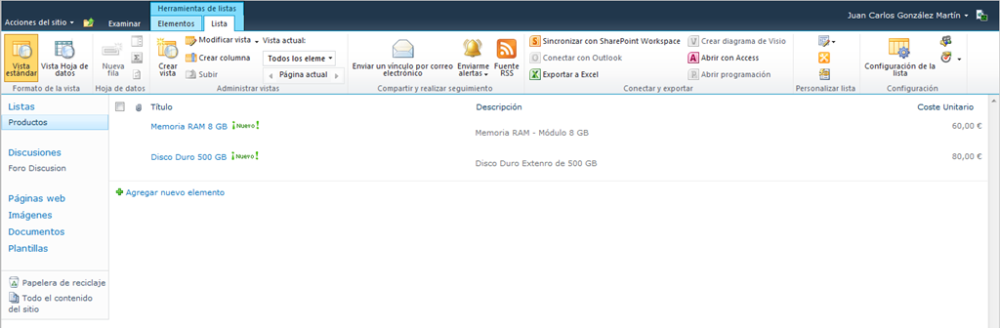 Herramientas de listas
Acciones del sitio
Examinar
Elementos
Lista
Juan Carlos González Martín
Vista estándar
Vista Hoja de datos
Formato de la vista
Nueva fila
Hoja de datos
Crear vista
Modificar vista
Crear columna
Subir
Vista actual:
Todos los eleme
Página actual
Administrar vistas
Enviar un vínculo por correo electrónico
Enviarme alertas
Fuente RSS
Compartir y realizar seguimiento
Sincronizar con SharePoint Workspace
Conectar con Outlook
Exportar a Excel
Crear diagrama de Visio
Abrir con Access
Abrir programación
Conectar y exportar
Personalizar lista
Configuración de la lista
Configuración
Listas
Productos
Discusiones
Foro Discusion
Páginas web
Imágenes
Documentos
Plantillas
Papelera de reciclaje
Todo el contenido del sitio
Título
Descripción
Coste Unitario
Memoria RAM 8 GB ¡Nuevo!
Memoria RAM - Módulo 8 GB
60,00 €
Disco Duro 500 GB ¡Nuevo!
Disco Duro Extenro de 500 GB
80,00 €
Agregar nuevo elemento